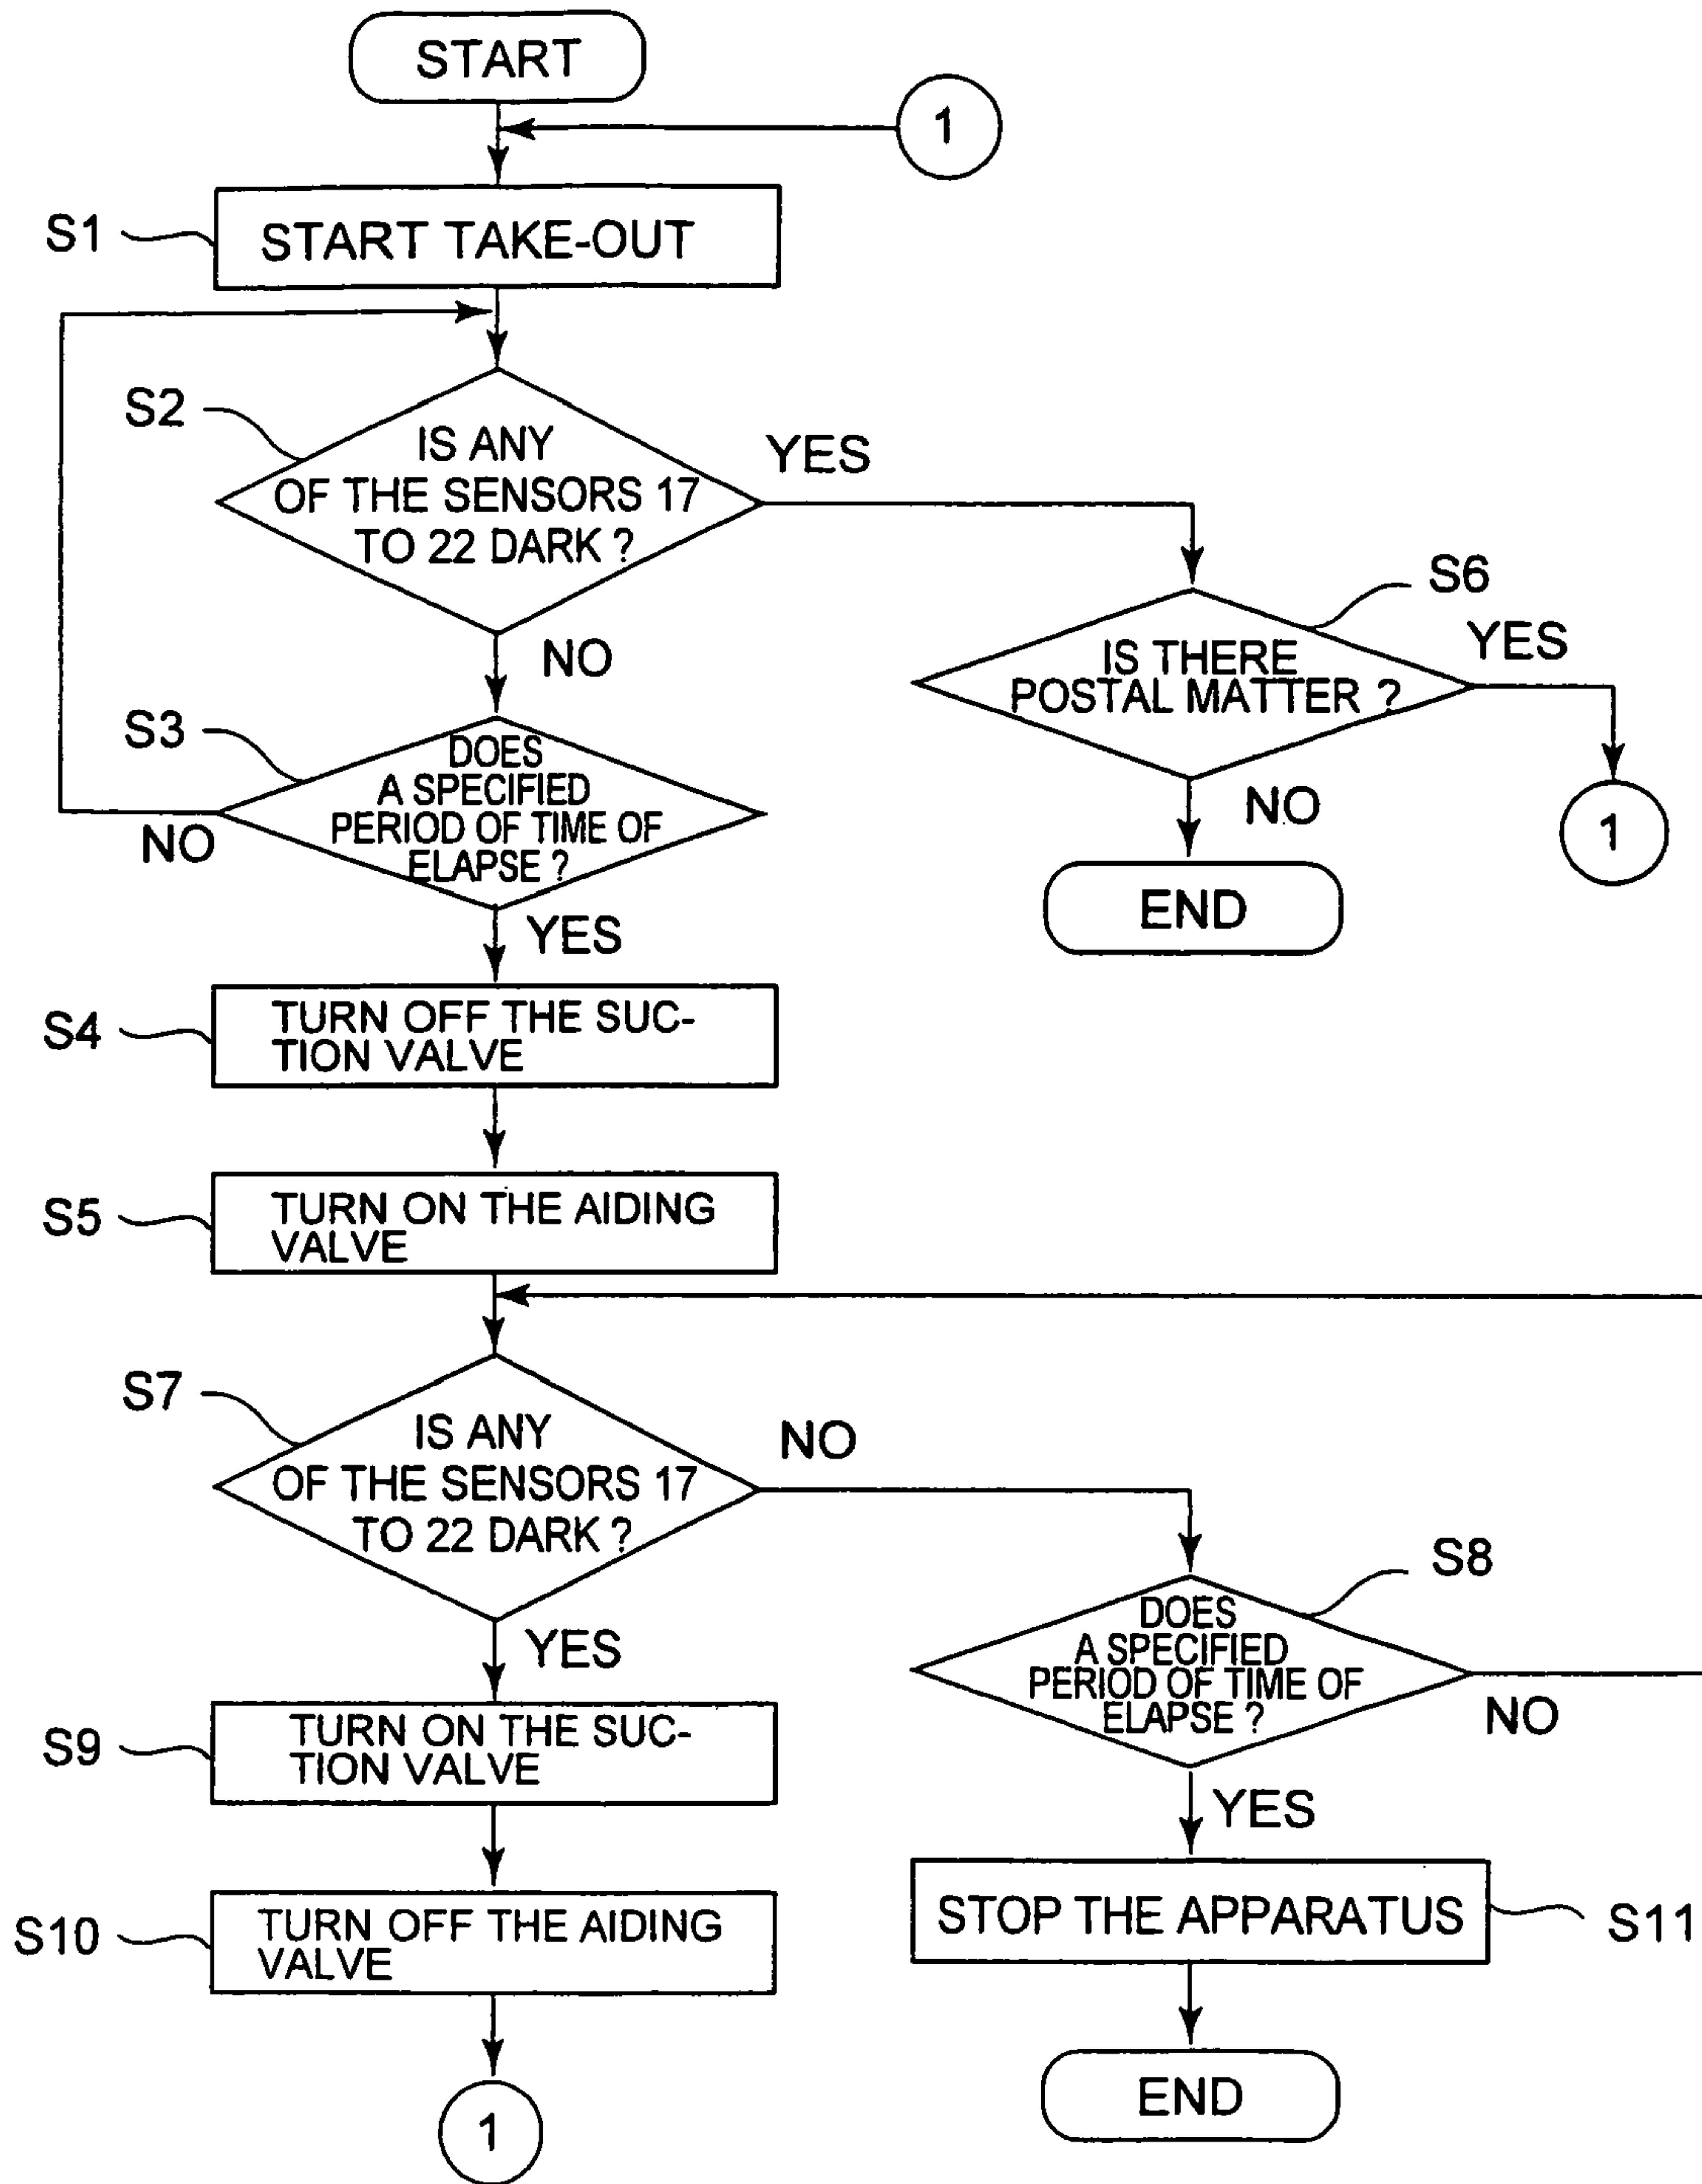 START
1
S1
START TAKE-OUT
S2
IS ANY
OF THE SENSORS 17
TO 22 DARK ?
YES
NO
S6
IS THERE
POSTAL MATTER ?
YES
1
NO
END
S3
DOES
A SPECIFIED
PERIOD OF TIME OF
ELAPSE ?
NO
YES
S4
TURN OFF THE SUC-
TION VALVE
S5
TURN ON THE AIDING
VALVE
S7
IS ANY
OF THE SENSORS 17
TO 22 DARK ?
NO
YES
S8
DOES
A SPECIFIED
PERIOD OF TIME OF
ELAPSE ?
NO
YES
S9
TURN ON THE SUC-
TION VALVE
S10
TURN OFF THE AIDING
VALVE
1
STOP THE APPARATUS
S11
END